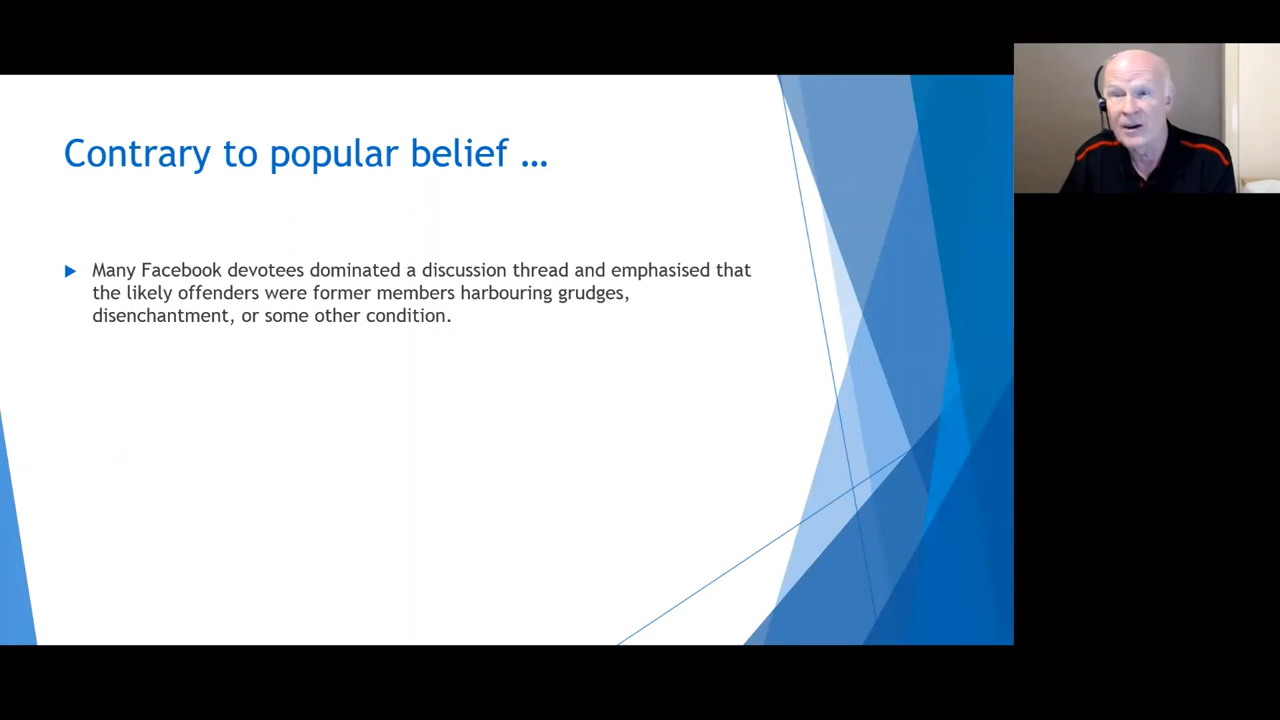 Contrary to popular belief ...
Many Facebook devotees dominated a discussion thread and emphasised that
the likely offenders were former members harbouring grudges,
disenchantment, or some other condition.